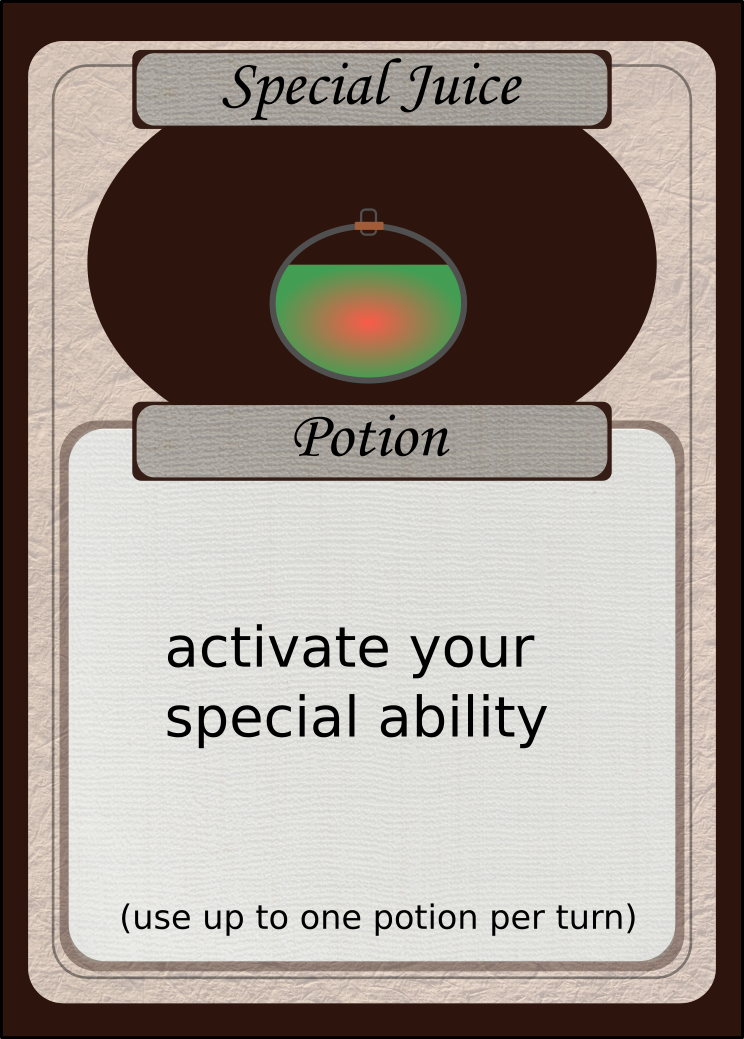 Special Juice
Potion
activate your
special ability
(use up to one potion per turn)